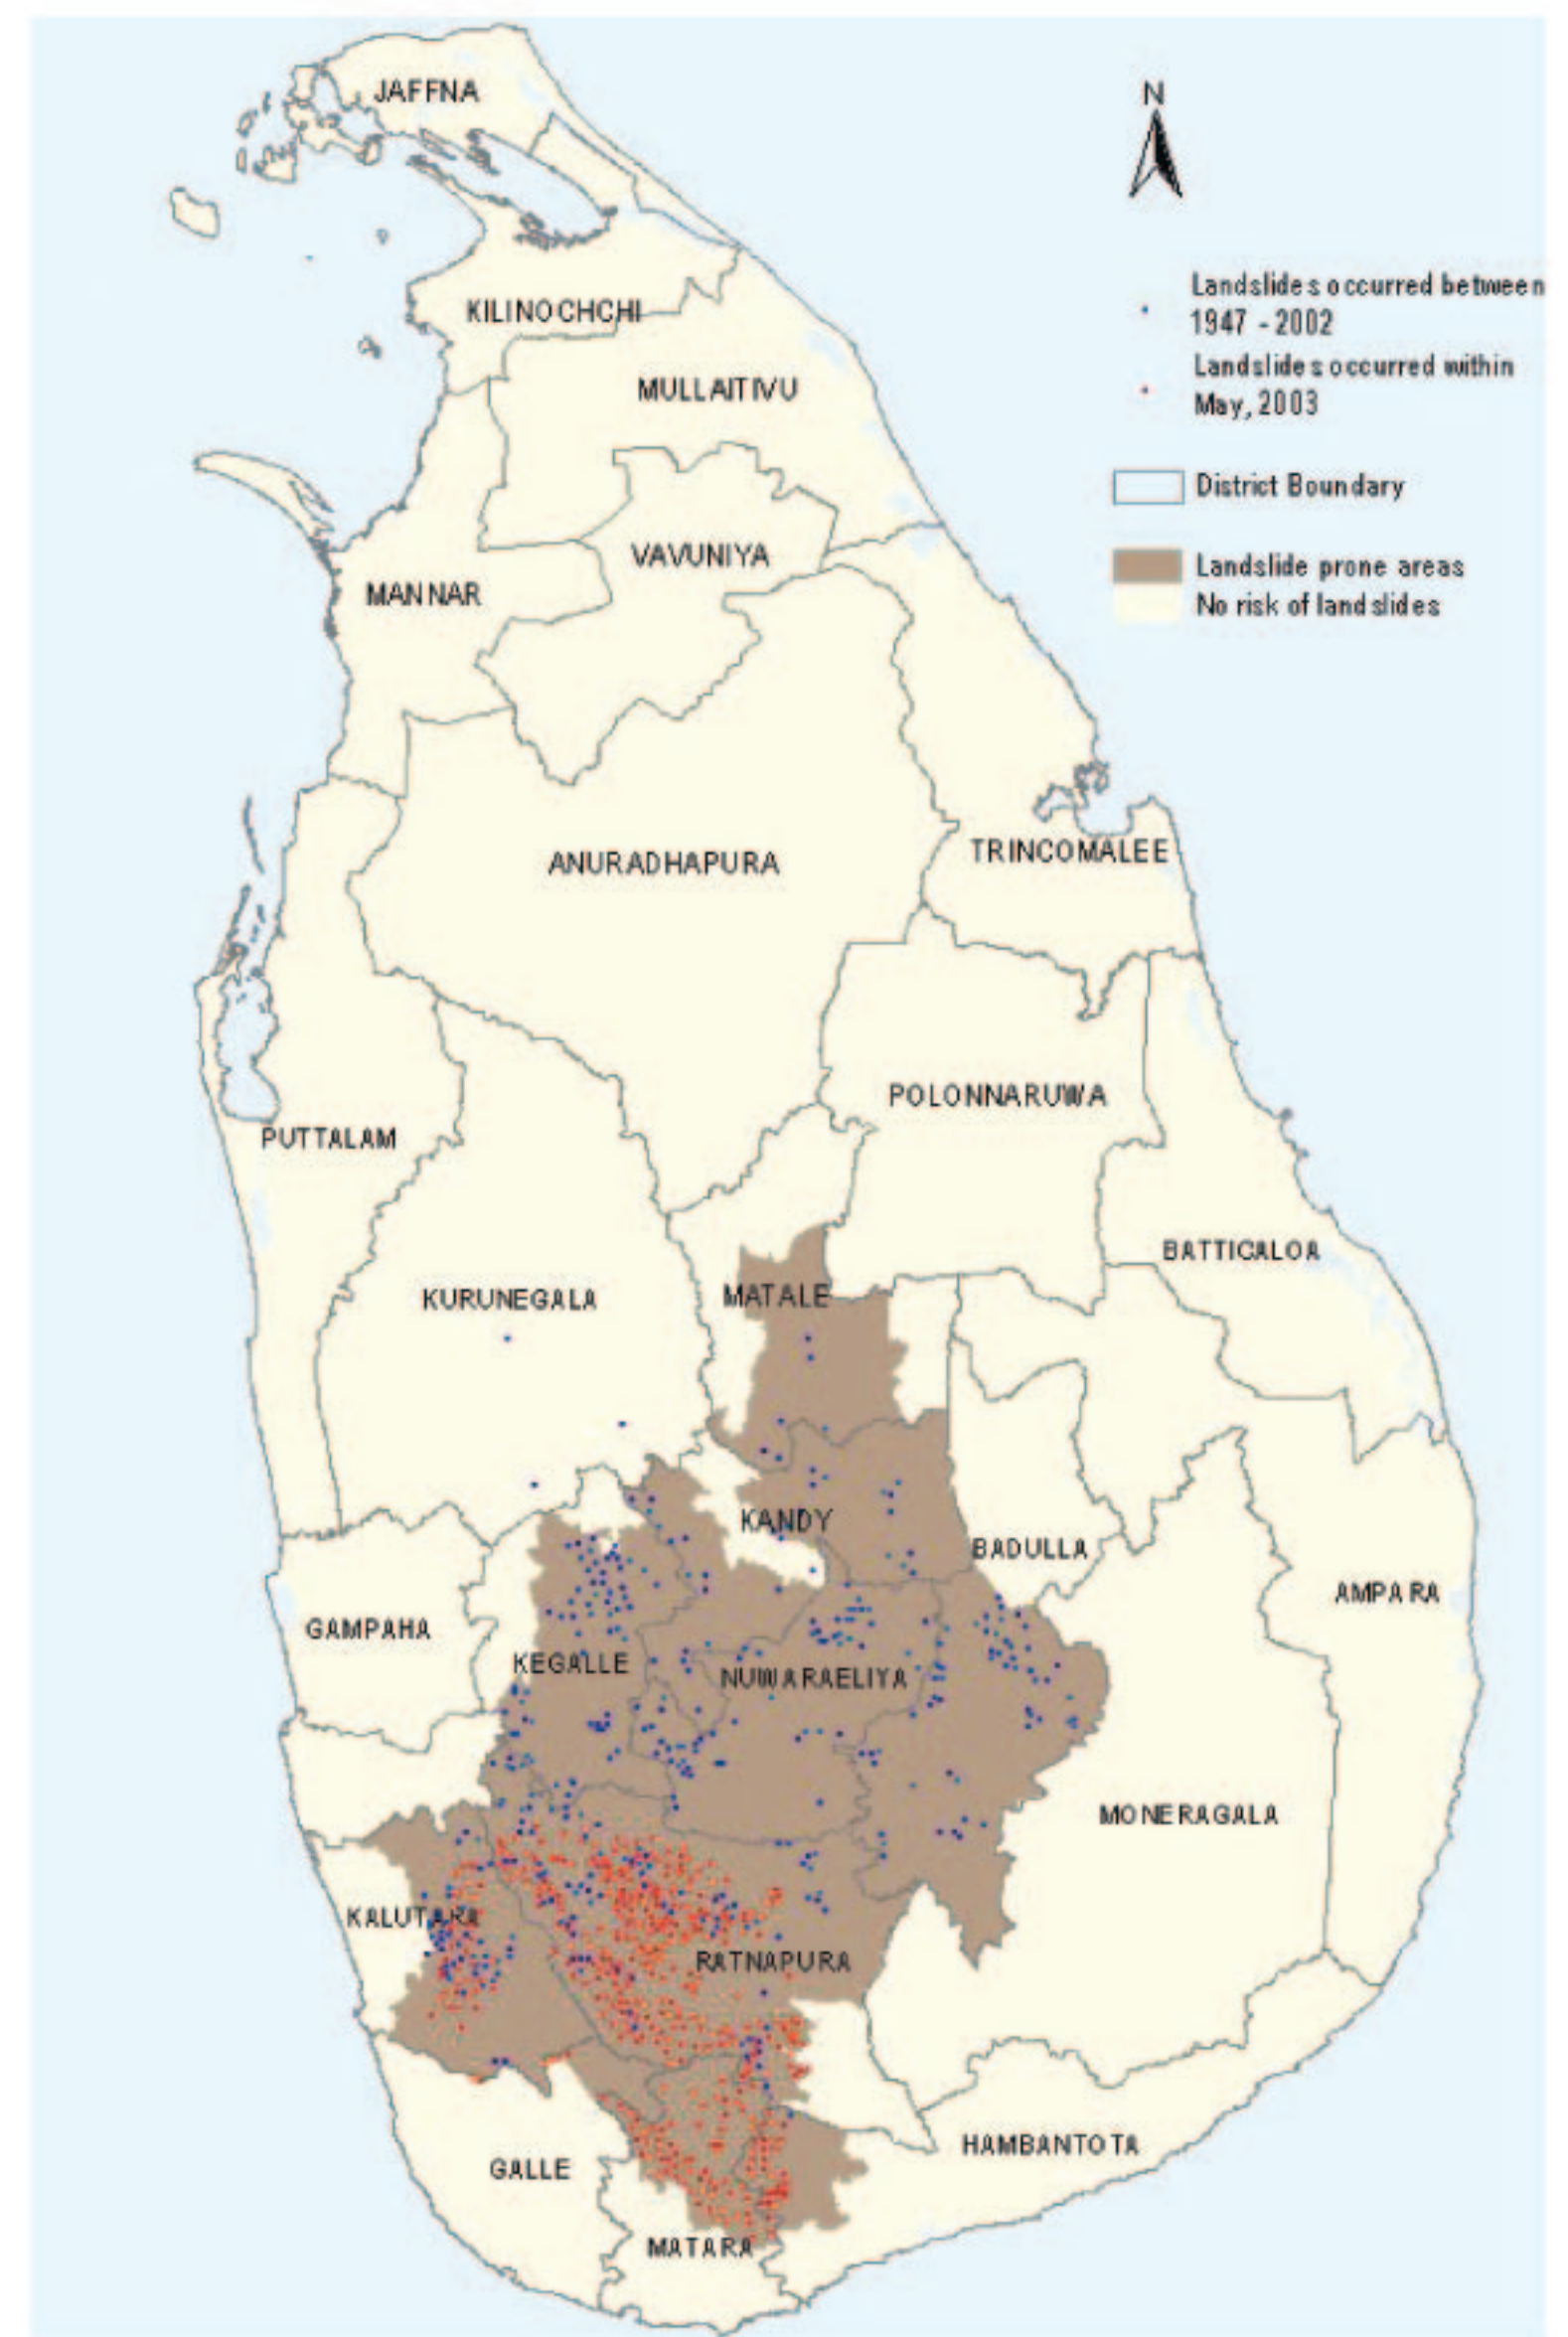 JAFFNA
N
KILINOCHCHI
Landslides occurred between
1947 - 2002
Landslides occurred within
May, 2003
MULLAITIVU
District Boundary
VAVUNIYA
Landslide prone areas
MANNAR
No risk of landslides
TRINCOMALEE
ANURADHAPURA
POLONNARUWA
PUTTALAM
BATTICALOA
MATALE
KURUNEGALA
KANDY
BADULLA
AMPARA
GAMPAHA
KEGALLE
NUWARAELIYA
MONERAGALA
KALUTARA
RATNAPURA
HAMBANTOTA
GALLE
MATARA